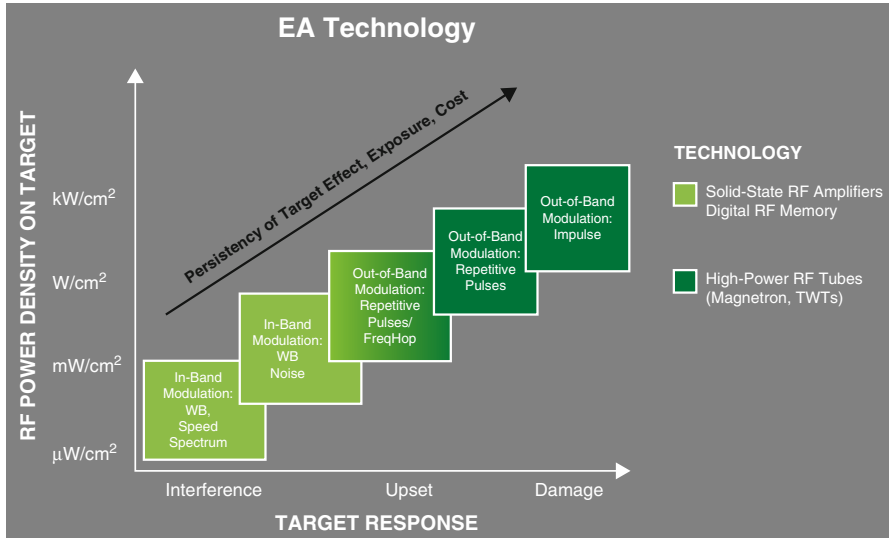 EA Technology
RF POWER DENSITY ON TARGET
kW/cm²
W/cm²
mW/cm²
μW/cm²
Persistency of Target Effect, Exposure, Cost
In-Band
Modulation:
WB,
Speed
Spectrum
In-Band
Modulation:
WB
Noise
Out-of-Band
Modulation:
Repetitive
Pulses/
FreqHop
Out-of-Band
Modulation:
Repetitive
Pulses
Out-of-Band
Modulation:
Impulse
Interference
Upset
Damage
TARGET RESPONSE
TECHNOLOGY
Solid-State RF Amplifiers
Digital RF Memory
High-Power RF Tubes
(Magnetron, TWTs)